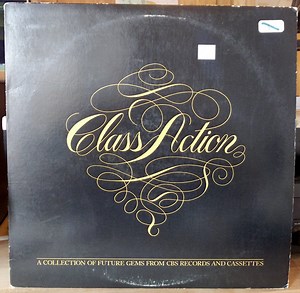 Class Action
A COLLECTION OF FUTURE GEMS FROM CBS RECORDS AND CASSETTES